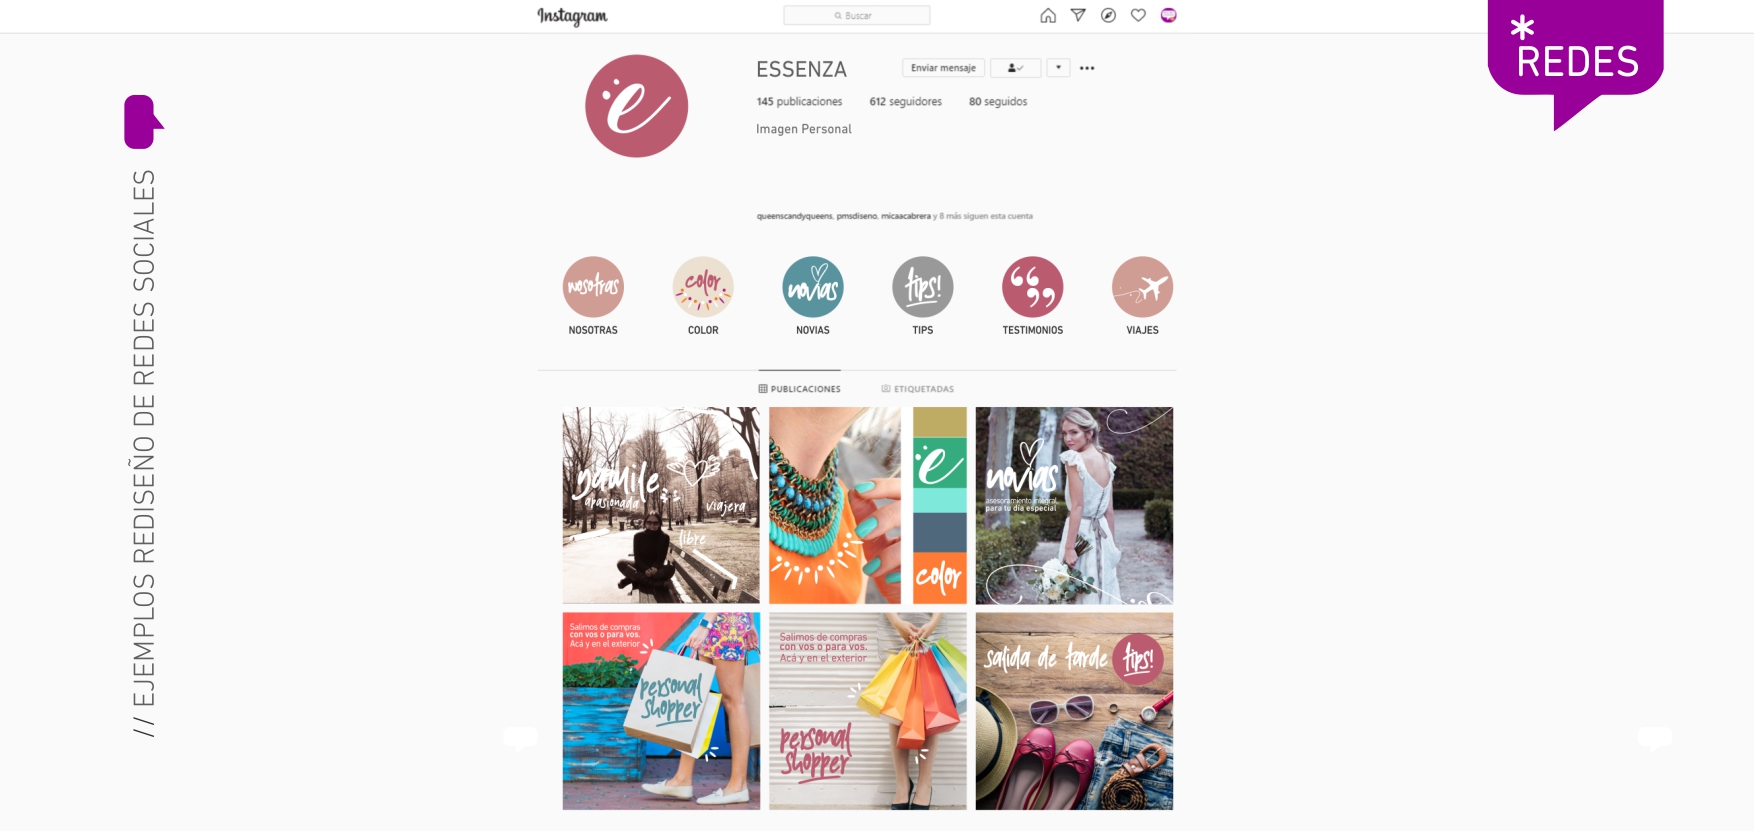 Instagram
Buscar
* REDES
// EJEMPLOS REDISEÑO DE REDES SOCIALES
e
ESSENZA
Enviar mensaje
145 publicaciones 612 seguidores 80 seguidos
Imagen Personal
queenscandyqueens, pmsdiseno, micaacabrera y 8 más siguen esta cuenta
nosotras
color
novias
tips!
NOSOTRAS
COLOR
NOVIAS
TIPS
TESTIMONIOS
VIAJES
PUBLICACIONES
ETIQUETADAS
yamile
apasionada
viajera
libre
e
color
novias
asesoramiento integral
para tu día especial
Salimos de compras
con vos o para vos.
Acá y en el exterior
personal
shopper
Salimos de compras
con vos o para vos.
Acá y en el exterior
personal
shopper
salida de tarde
tips!